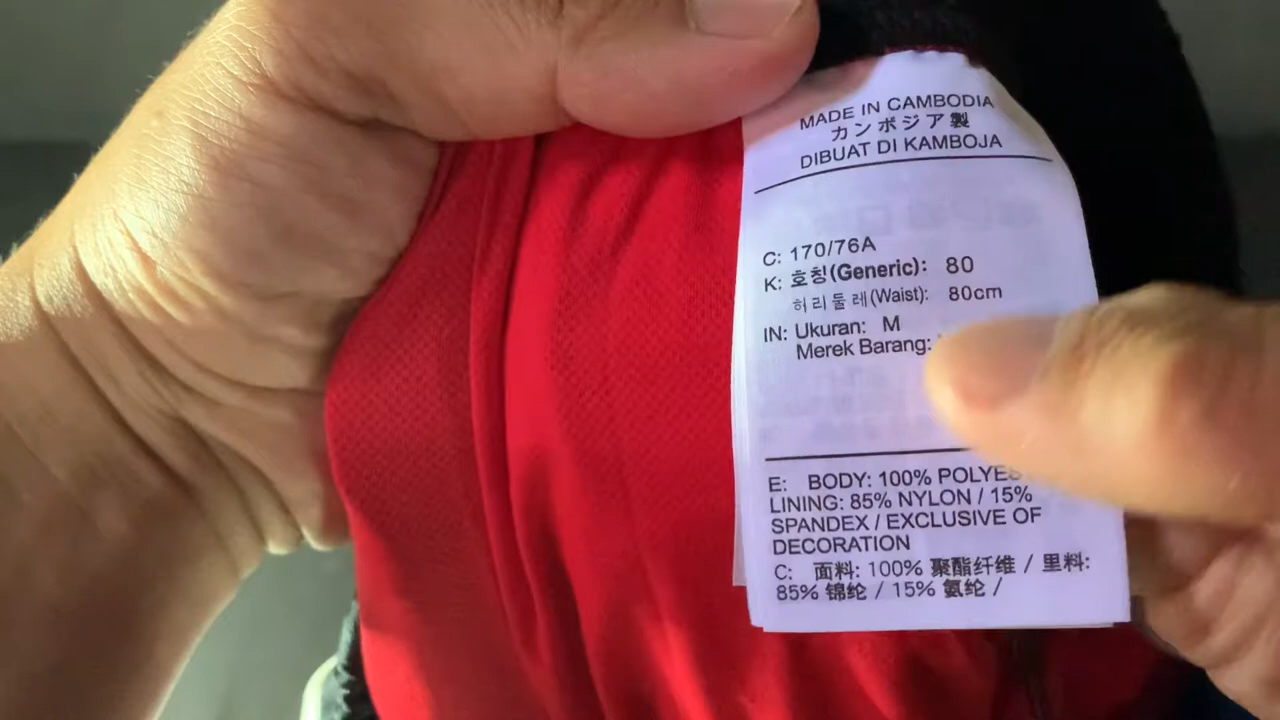 MADE IN CAMBODIA
カンボジア製
DIBUAT DI KAMBOJA
C: 170/76A
K: 호칭(Generic): 80
허리둘레(Waist): 80cm
IN: Ukuran: M
Merek Barang:
E: BODY: 100%
LINING: 85% NYLON / 15%
SPANDEX / EXCLUSIVE OF
DECORATION
C: 面料: 100% 聚酯纤维 / 里料:
85% 锦纶 / 15% 氨纶 /